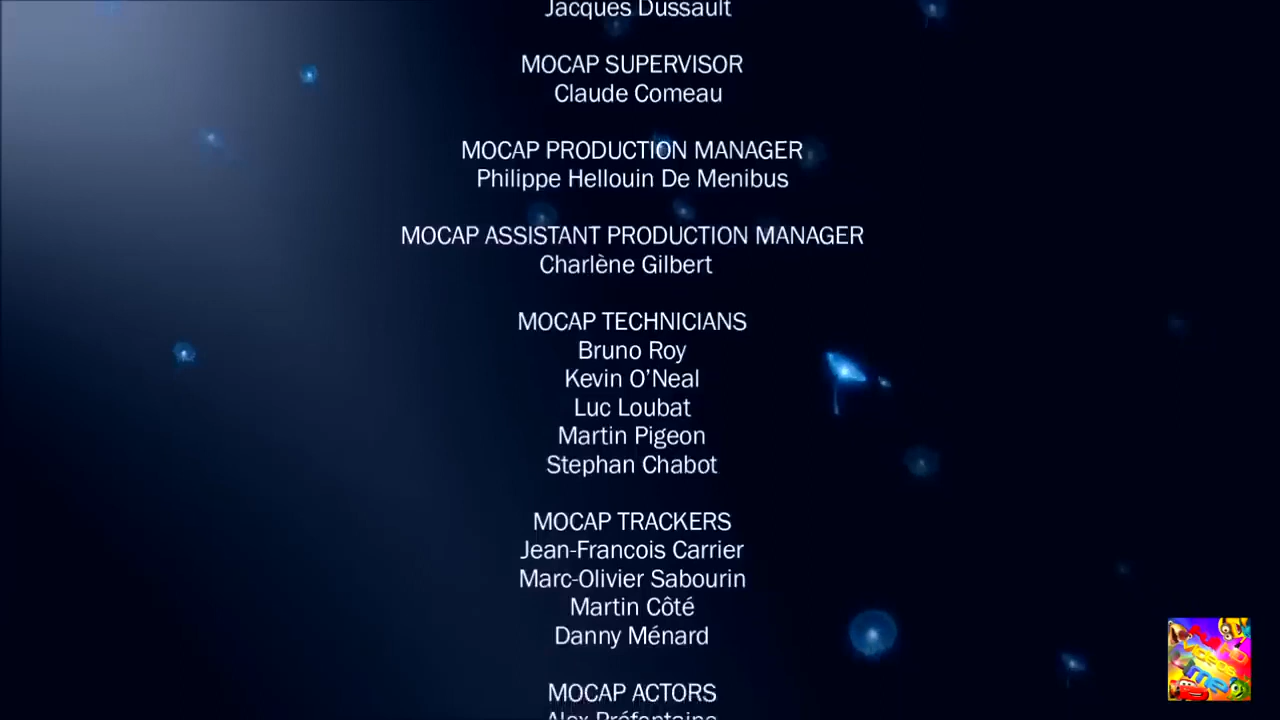 Jacques Dussault
MOCAP SUPERVISOR
Claude Comeau
MOCAP PRODUCTION MANAGER
Philippe Hellouin De Menibus
MOCAP ASSISTANT PRODUCTION MANAGER
Charlène Gilbert
MOCAP TECHNICIANS
Bruno Roy
Kevin O’Neal
Luc Loubat
Martin Pigeon
Stephan Chabot
MOCAP TRACKERS
Jean-Francois Carrier
Marc-Olivier Sabourin
Martin Côté
Danny Ménard
MOCAP ACTORS
Alex Préfontaine